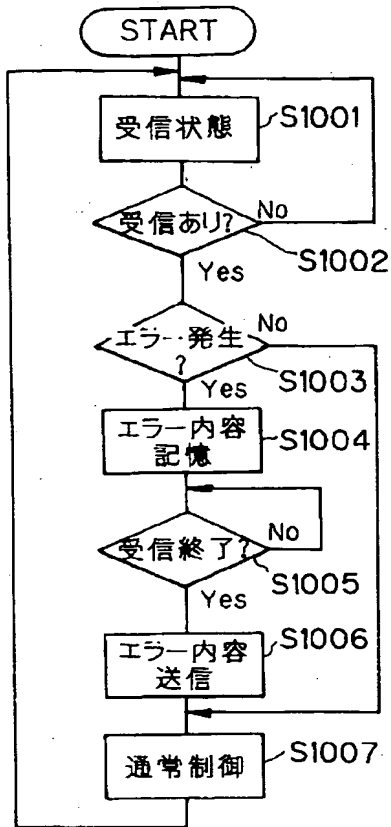 START
受信状態
S1001
受信あり?
No
S1002
Yes
エラー発生
?
No
S1003
Yes
エラー内容
記憶
S1004
受信終了?
No
S1005
Yes
エラー内容
送信
S1006
通常制御
S1007